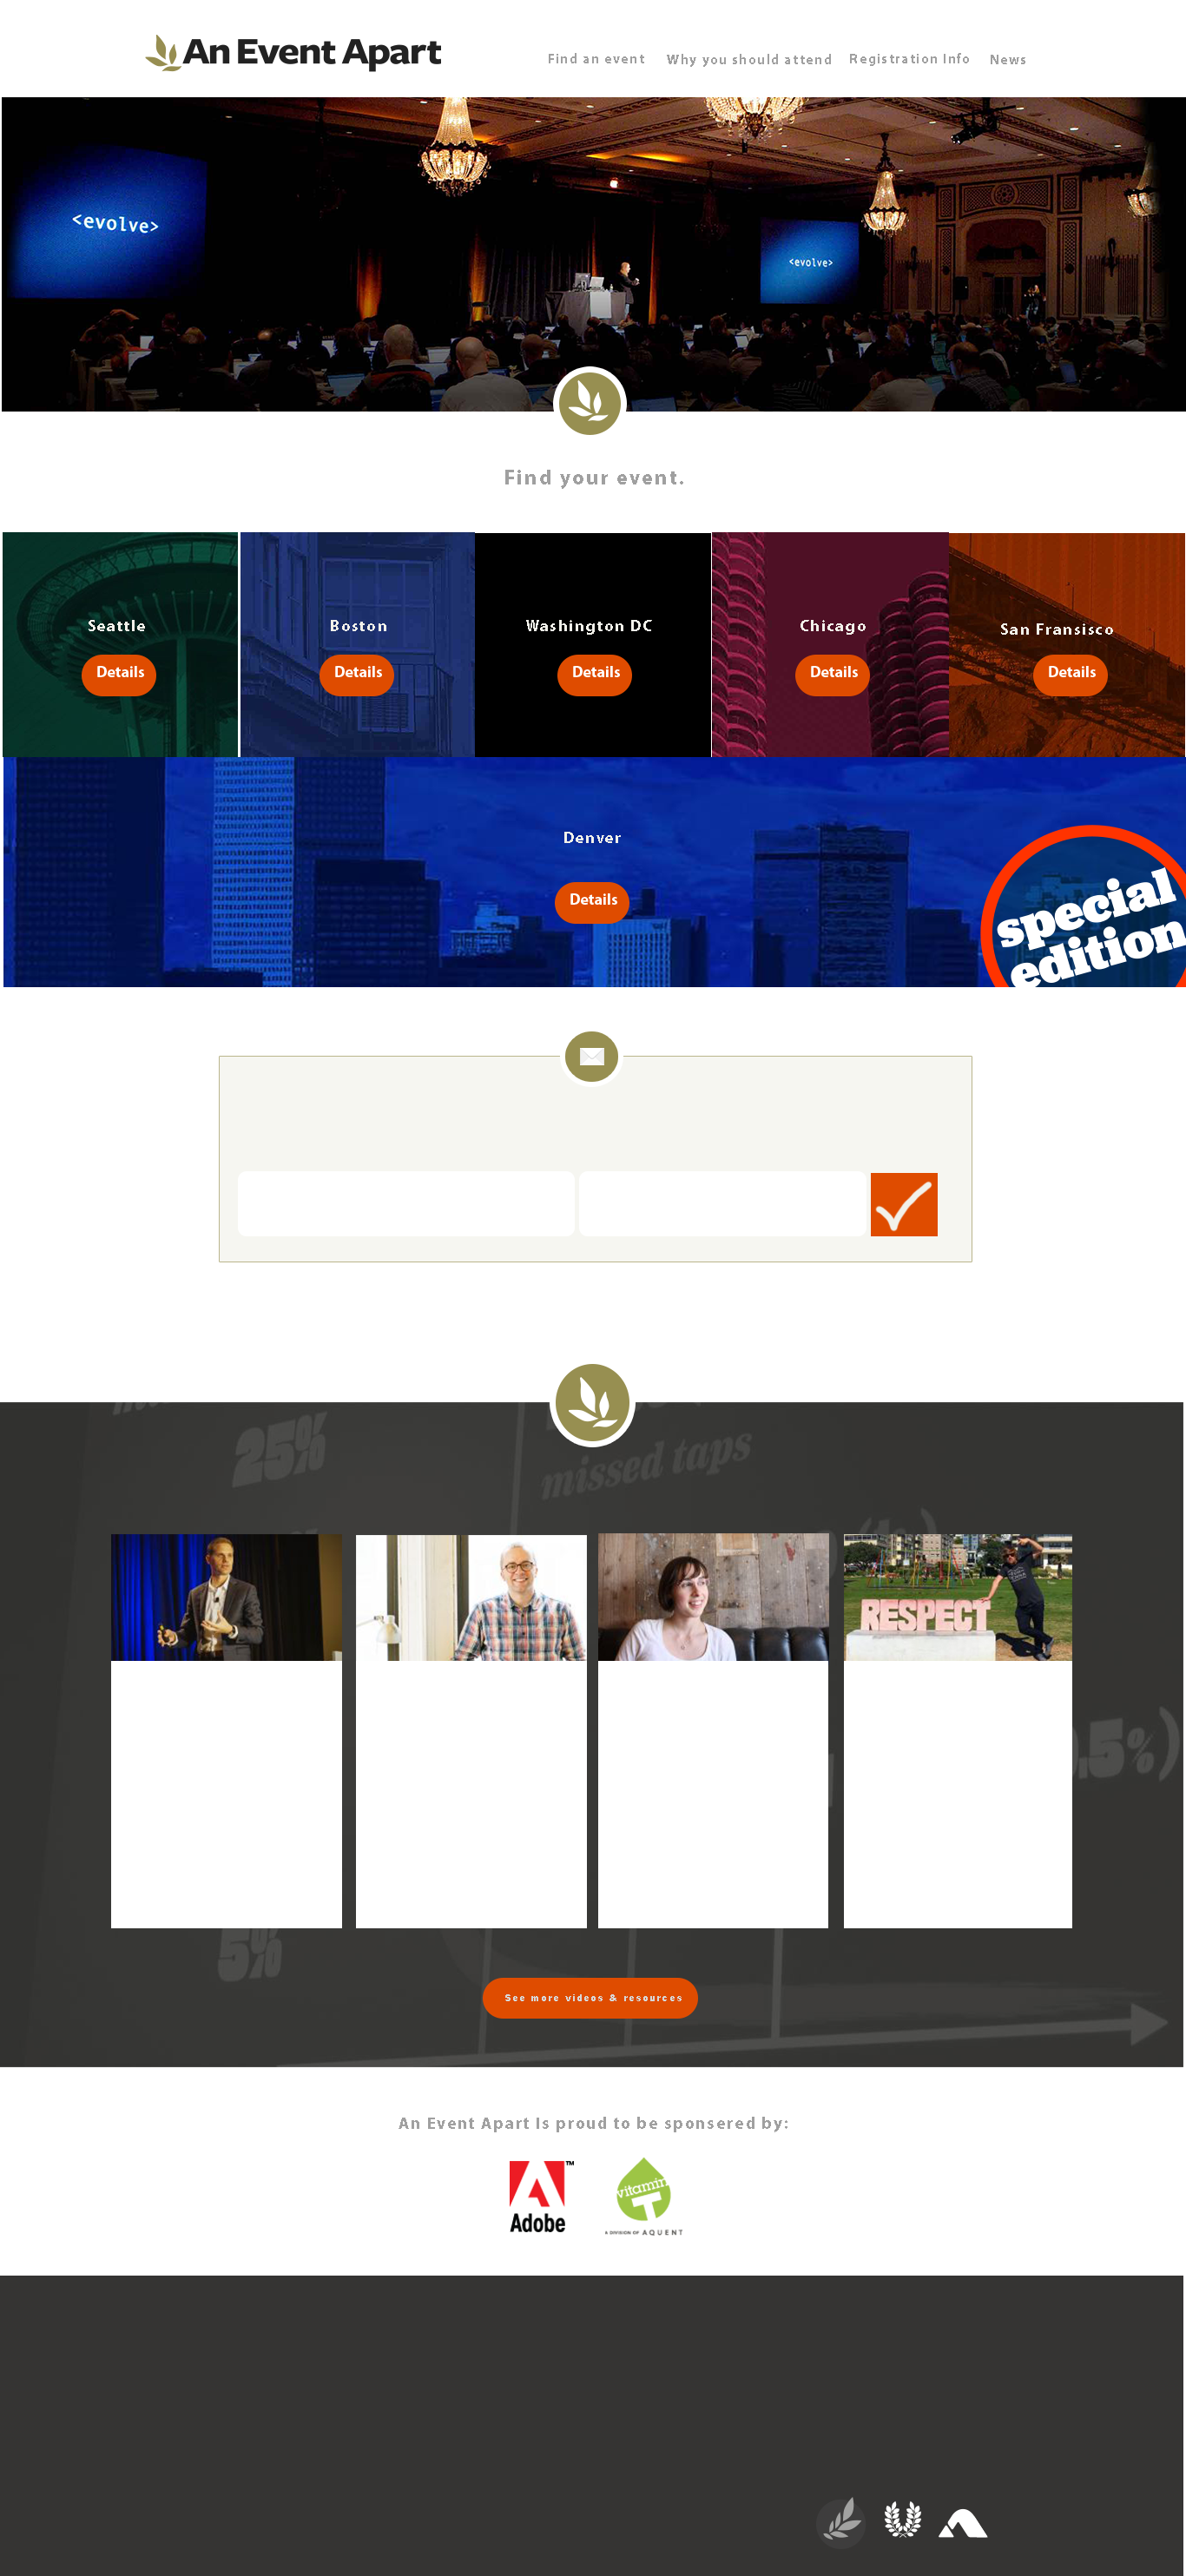 An Event Apart
Find an event Why you should attend Registration Info News
<evolve>
<evolve>
Find your event.
Seattle Boston Washington DC Chicago San Fransisco
Details Details Details Details Details
Denver
Details
special
edition
25%
missed taps
RESPECT
.5%)
5%
See more videos & resources
An Event Apart Is proud to be sponsered by:
Adobe
TM
vitamin
T
A DIVISION OF AQUENT